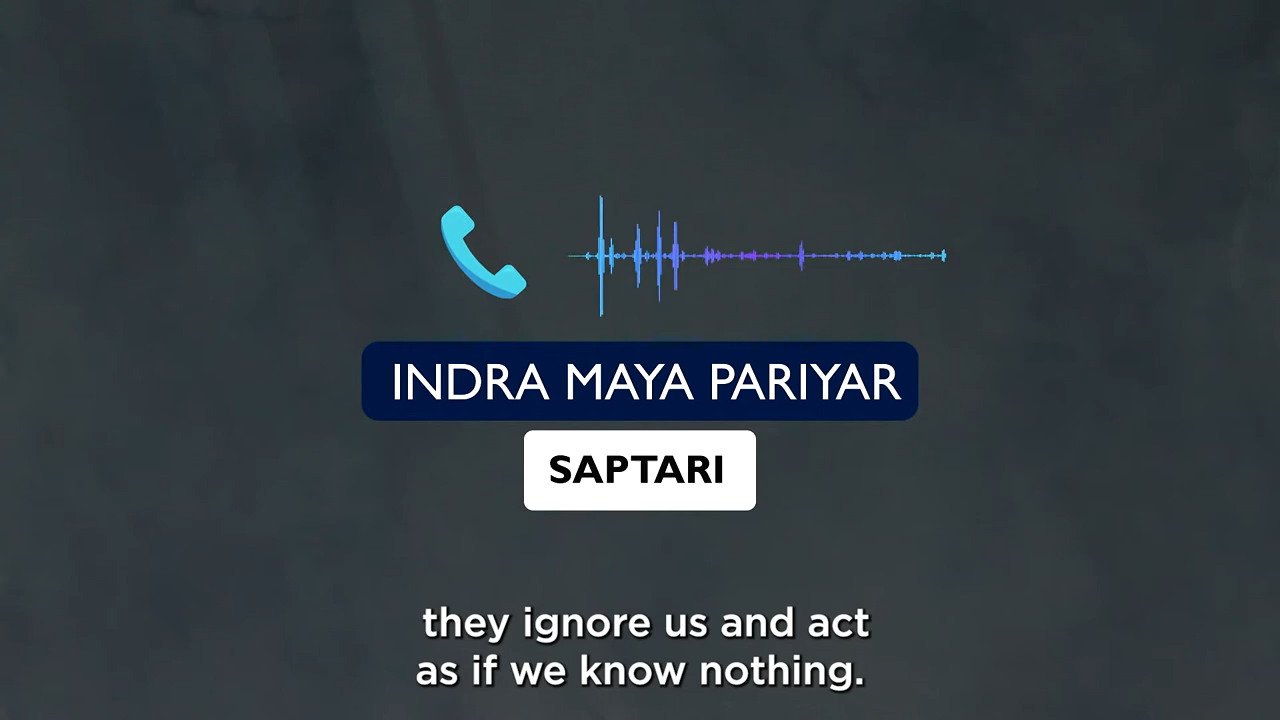 INDRA MAYA PARIYAR
SAPTARI
they ignore us and act
as if we know nothing.